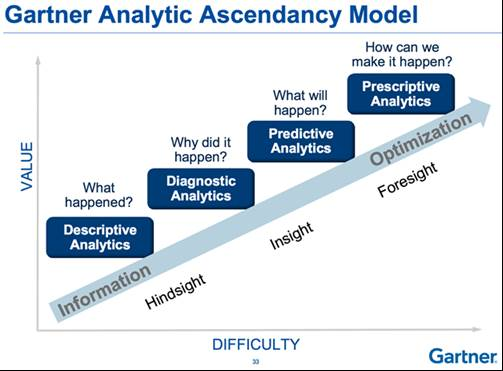 Gartner Analytic Ascendancy Model
How can we
make it happen?
Prescriptive
Analytics
What will
happen?
Predictive
Analytics
Why did it
happen?
Diagnostic
Analytics
What
happened?
Descriptive
Analytics
VALUE
Information
Optimization
Hindsight
Insight
Foresight
DIFFICULTY
33
Gartner